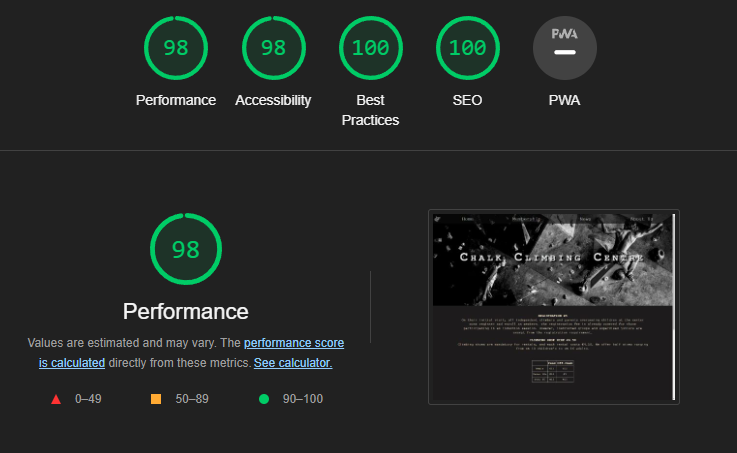 98
98
100
100
PWA
Performance
Accessibility
Best
Practices
SEO
PWA
98
Performance
Values are estimated and may vary. The performance score
is calculated directly from these metrics. See calculator.
0–49
50–89
90–100
Home
News
About Us
Chalk Climbing Centre
REGISTRATION